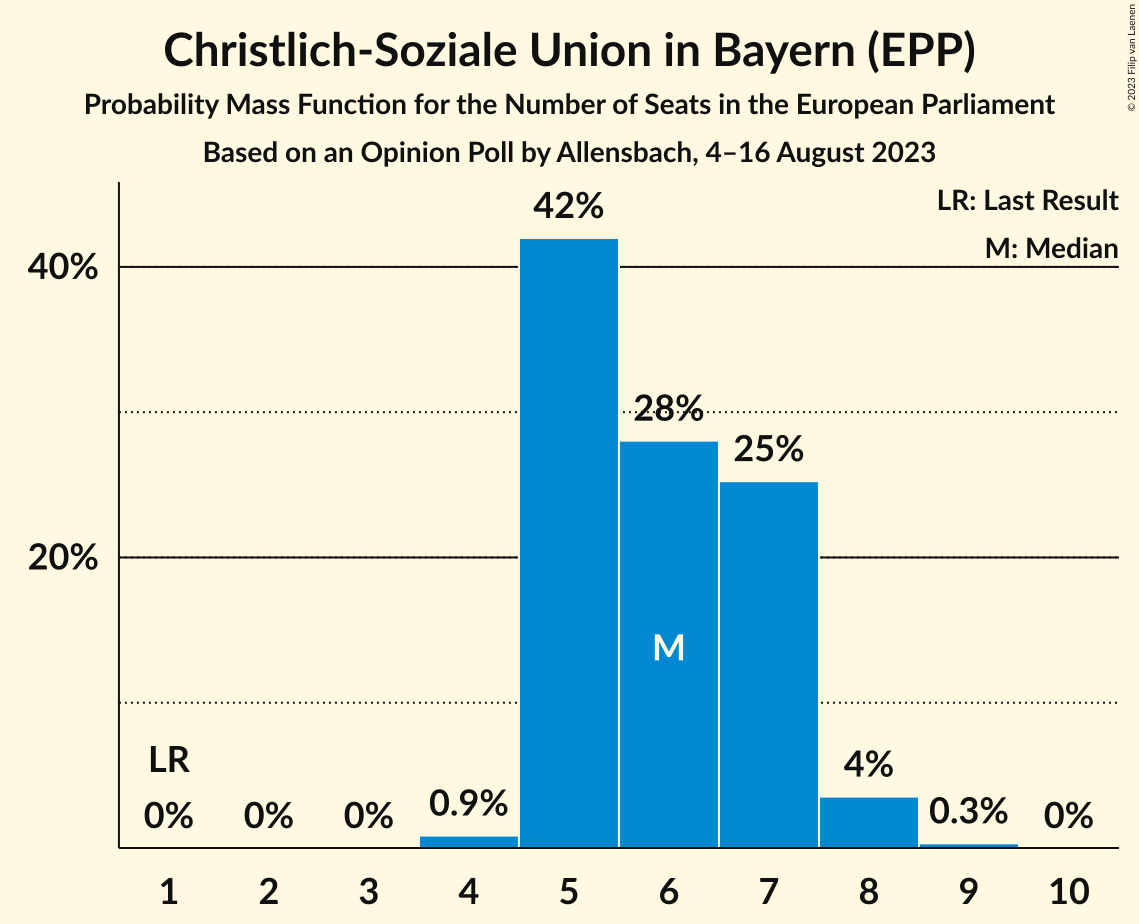 Christlich-Soziale Union in Bayern (EPP)
Probability Mass Function for the Number of Seats in the European Parliament
Based on an Opinion Poll by Allensbach, 4–16 August 2023
© 2023 Filip van Laenen
LR: Last Result
M: Median
42%
40%
28%
25%
20%
M
LR
4%
0% 0% 0% 0.9% 0.3% 0%
1 2 3 4 5 6 7 8 9 10